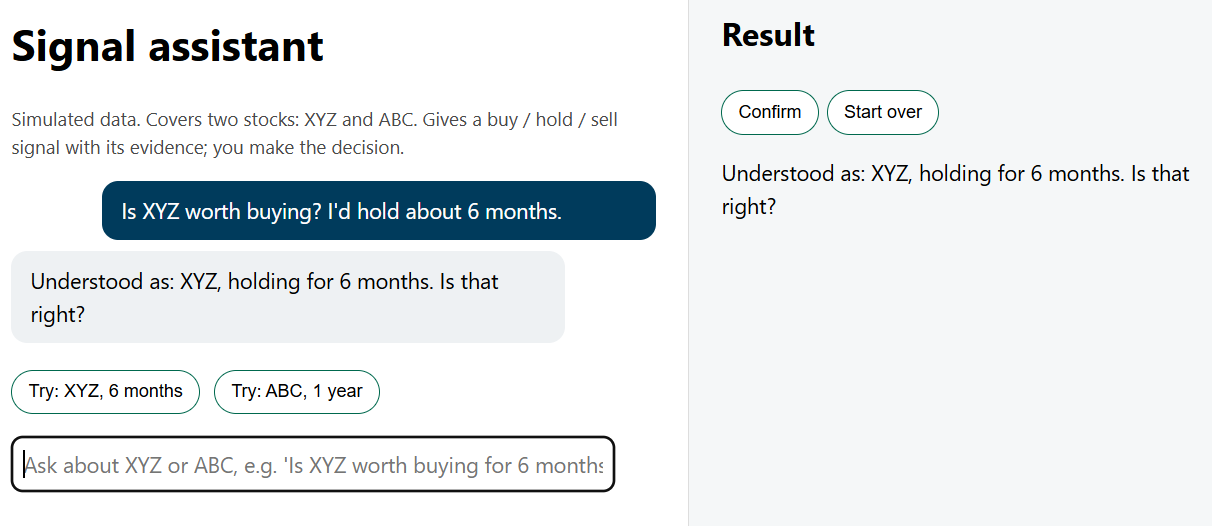 Signal assistant
Simulated data. Covers two stocks: XYZ and ABC. Gives a buy / hold / sell
signal with its evidence; you make the decision.
Is XYZ worth buying? I'd hold about 6 months.
Understood as: XYZ, holding for 6 months. Is that
right?
Try: XYZ, 6 months
Try: ABC, 1 year
Ask about XYZ or ABC, e.g. 'Is XYZ worth buying for 6 months
Result
Confirm
Start over
Understood as: XYZ, holding for 6 months. Is that
right?